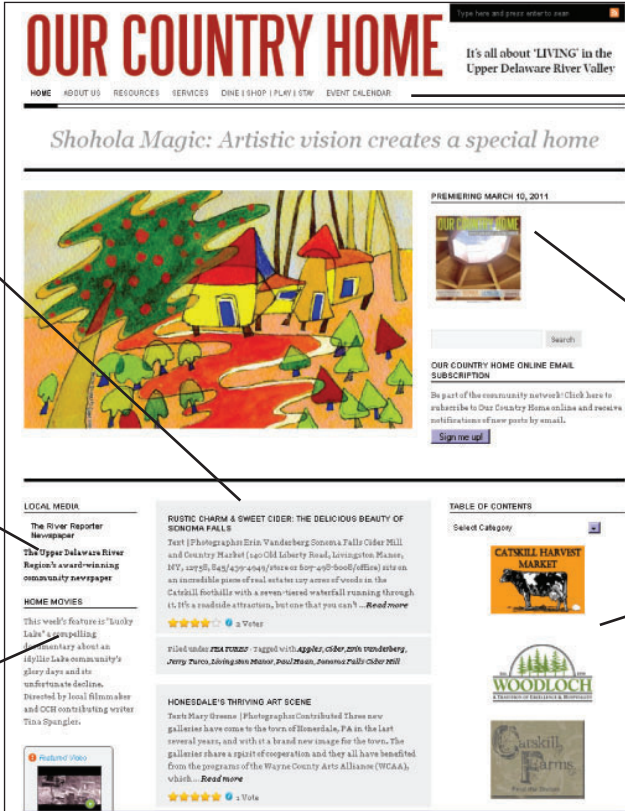 Type here and press enter to sear
OUR COUNTRY HOME
It's all about 'LIVING' in the
Upper Delaware River Valley
HOME ABOUT US RESOURCES SERVICES DINE | SHOP | PLAY | STAY EVENT CALENDAR
Shohola Magic: Artistic vision creates a special home
PREMIERING MARCH 10, 2011
OUR COUNTRY HOME
Search
OUR COUNTRY HOME ONLINE EMAIL
SUBSCRIPTION
Be part of the community network! Click here to
subscribe to Our Country Home online and receive
notifications of new posts by email.
Sign me up!
LOCAL MEDIA
The River Reporter
Newspaper
The Upper Delaware River
Region's award-winning
community newspaper
HOME MOVIES
This week's feature is "Lucky
Lake" a compelling
documentary about an
idyllic Lake community's
glory days and its
unfortunate decline.
Directed by local filmmaker
and OCH contributing writer
Tina Spangler.
Featured Video
RUSTIC CHARM & SWEET CIDER: THE DELICIOUS BEAUTY OF
SONOMA FALLS
Text | Photographs Erin Vanderberg Sonoma Falls Cider Mill
and Country Market (140 Old Liberty Road, Livingston Manor,
NY, 12758, 845/439-4949/store or 607-498-6008/office) sits on
an incredible piece of real estate: 127 acres of woods in the
Catskill foothills with a seven-tiered waterfall running through
it. It's a roadside attraction, but one that you can't ...Read more
2 Votes
Filed under FEATURES · Tagged with Apples, Cider, Erin Vanderberg,
Jerry Turco, Livingston Manor, Paul Haan, Sonoma Falls Cider Mill
HONESDALE'S THRIVING ART SCENE
Text: Mary Greene | Photographs: Contributed Three new
galleries have come to the town of Honesdale, PA in the last
several years, and with it a brand new image for the town. The
galleries share a spirit of cooperation and they all have benefited
from the programs of the Wayne County Arts Alliance (WCAA),
which ...Read more
1 Vote
TABLE OF CONTENTS
Select Category
CATSKILL HARVEST
MARKET
WOODLOCH
A TRADITION OF EXCELLENCE & HOSPITALITY
Catskill
Farms